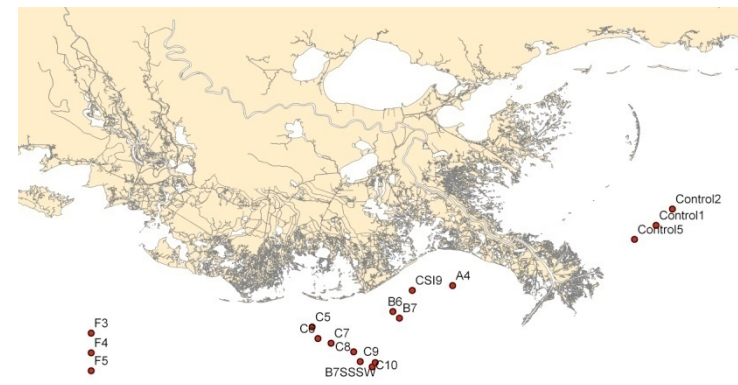 Control2
Control1
Control5
A4
CSI9
B6
B7
C5
C6
C7
C8
C9
C10
B7SSSW
F3
F4
F5